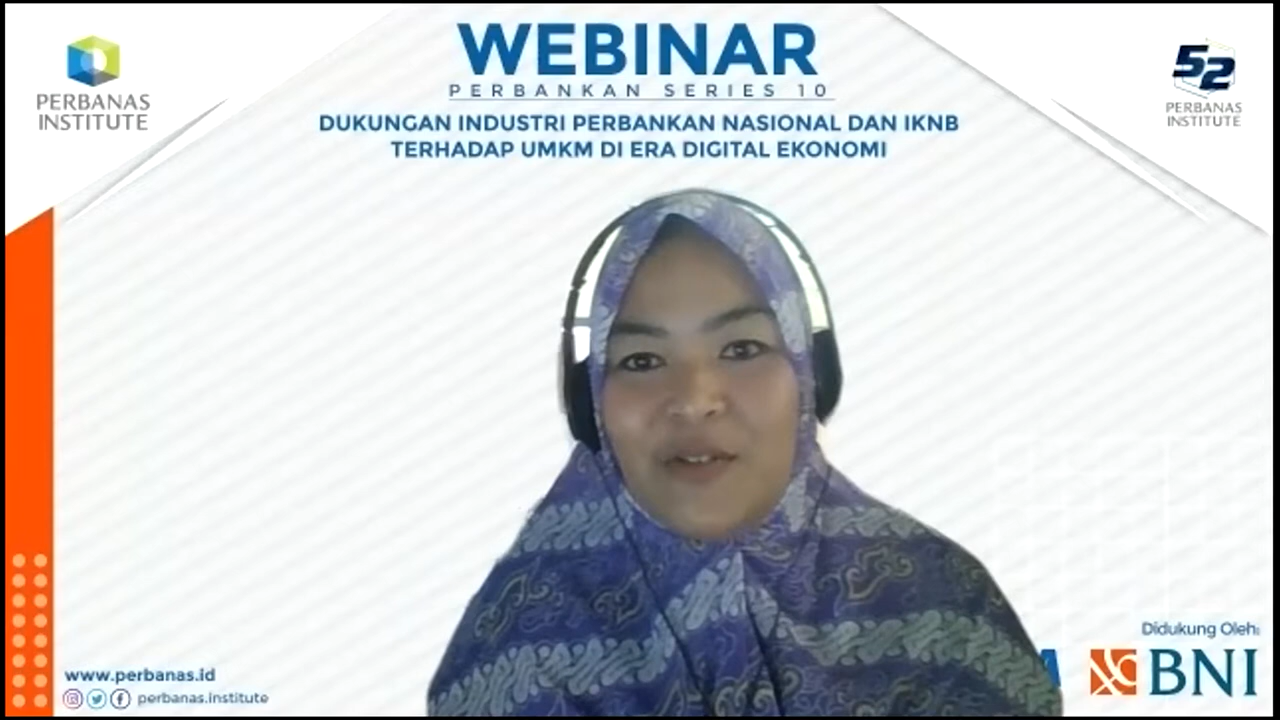 PERBANAS
INSTITUTE
WEBINAR
PERBANKAN SERIES 10
DUKUNGAN INDUSTRI PERBANKAN NASIONAL DAN IKNB
TERHADAP UMKM DI ERA DIGITAL EKONOMI
52
PERBANAS
INSTITUTE
www.perbanas.id
perbanas.institute
Didukung Oleh:
BNI